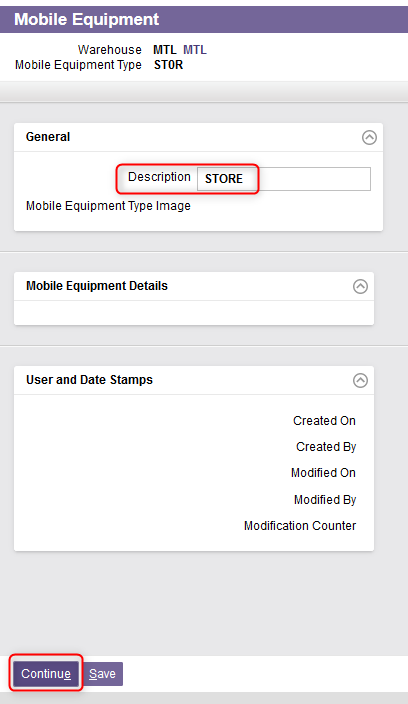 Mobile Equipment
Warehouse MTL MTL
Mobile Equipment Type STOR
General
Description STORE
Mobile Equipment Type Image
Mobile Equipment Details
User and Date Stamps
Created On
Created By
Modified On
Modified By
Modification Counter
Continue Save